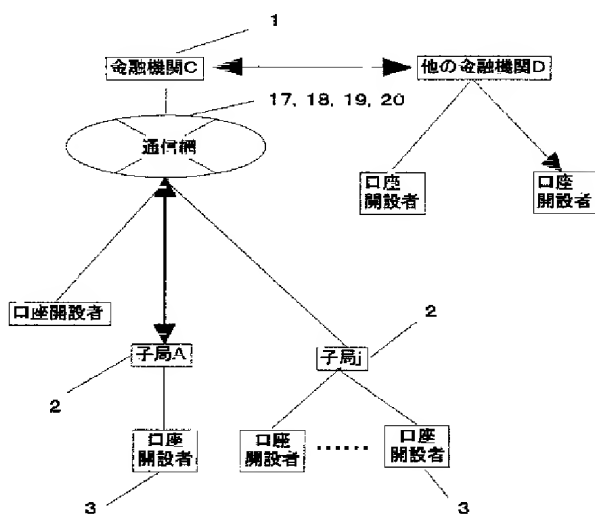 1
金融機関C
他の金融機関D
17, 18, 19, 20
通信網
口座
開設者
口座
開設者
口座開設者
2
子局A
子局j
2
口座
開設者
口座
開設者
......
口座
開設者
3
3